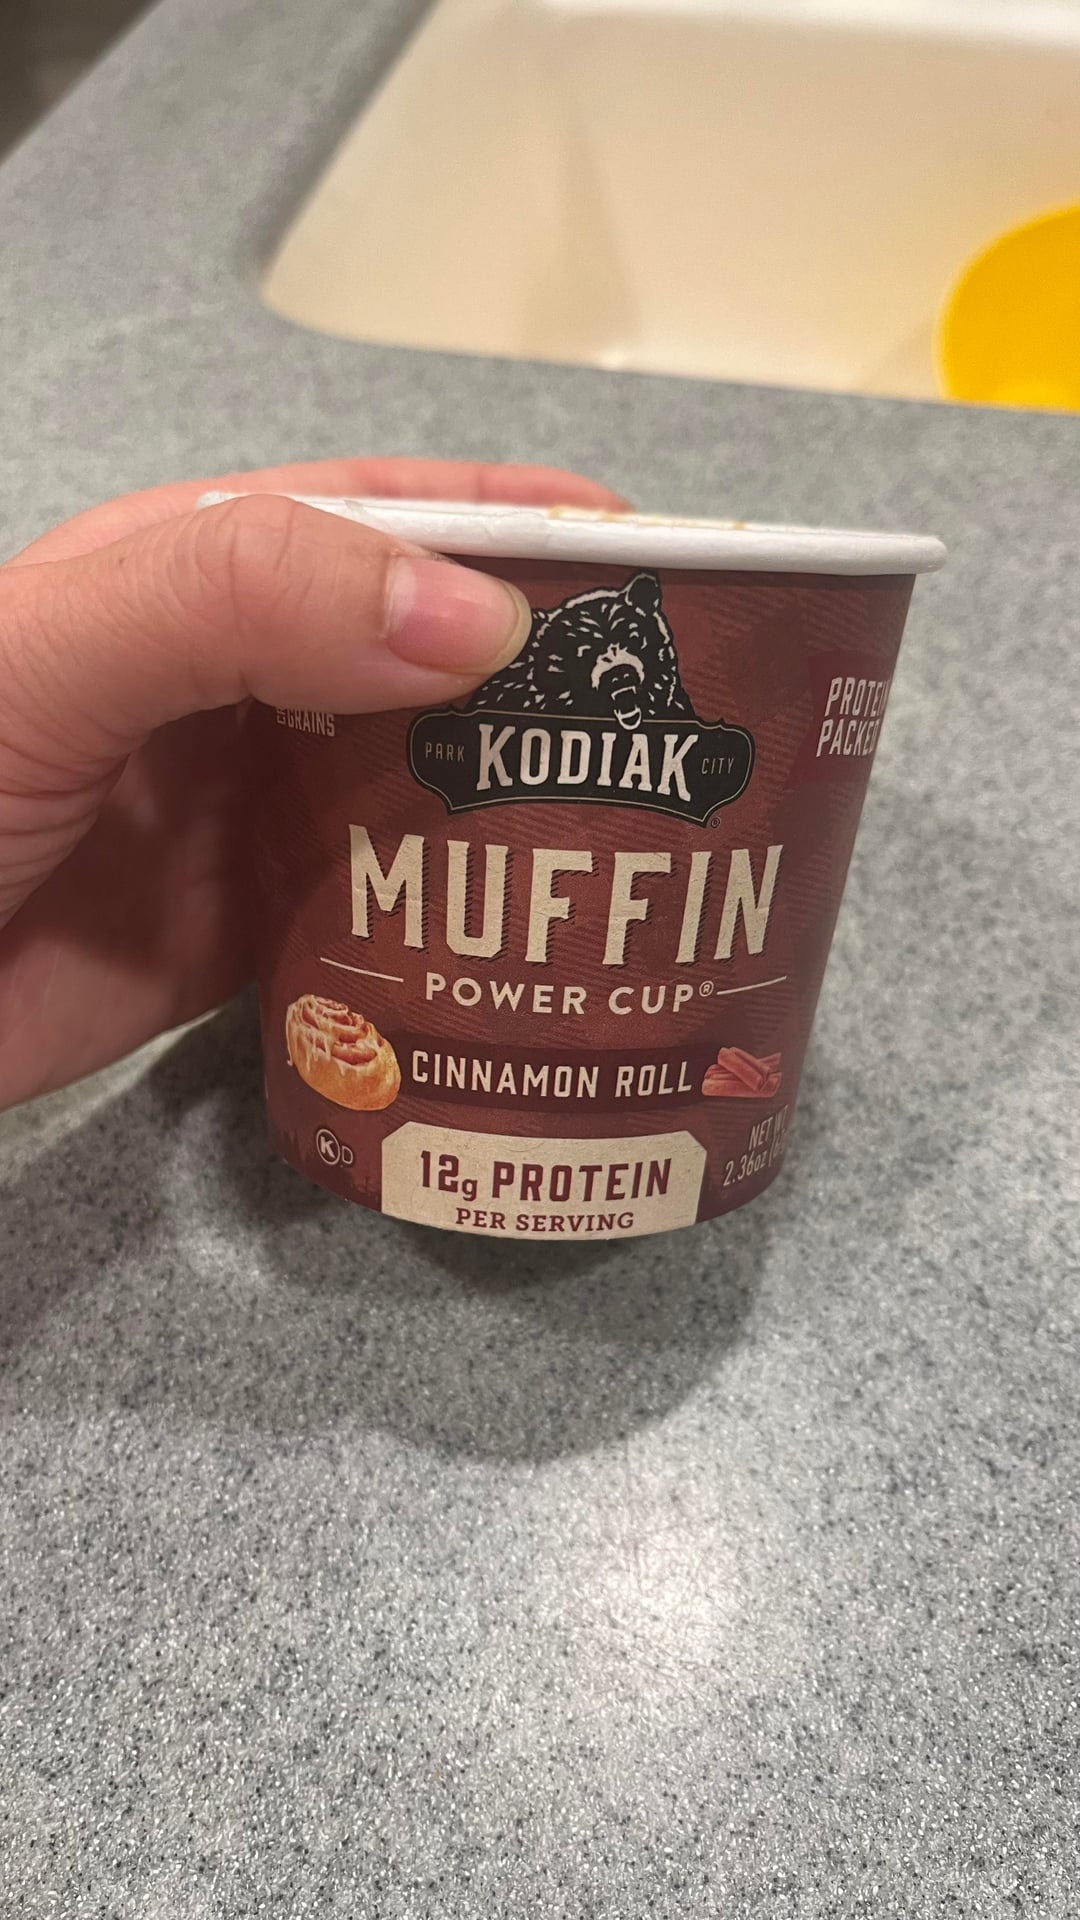 GRAINS
PROTEIN
PACKED
PARK KODIAK CITY
MUFFIN
POWER CUP®
CINNAMON ROLL
K D
NET WT
2.36oz
12g PROTEIN
PER SERVING